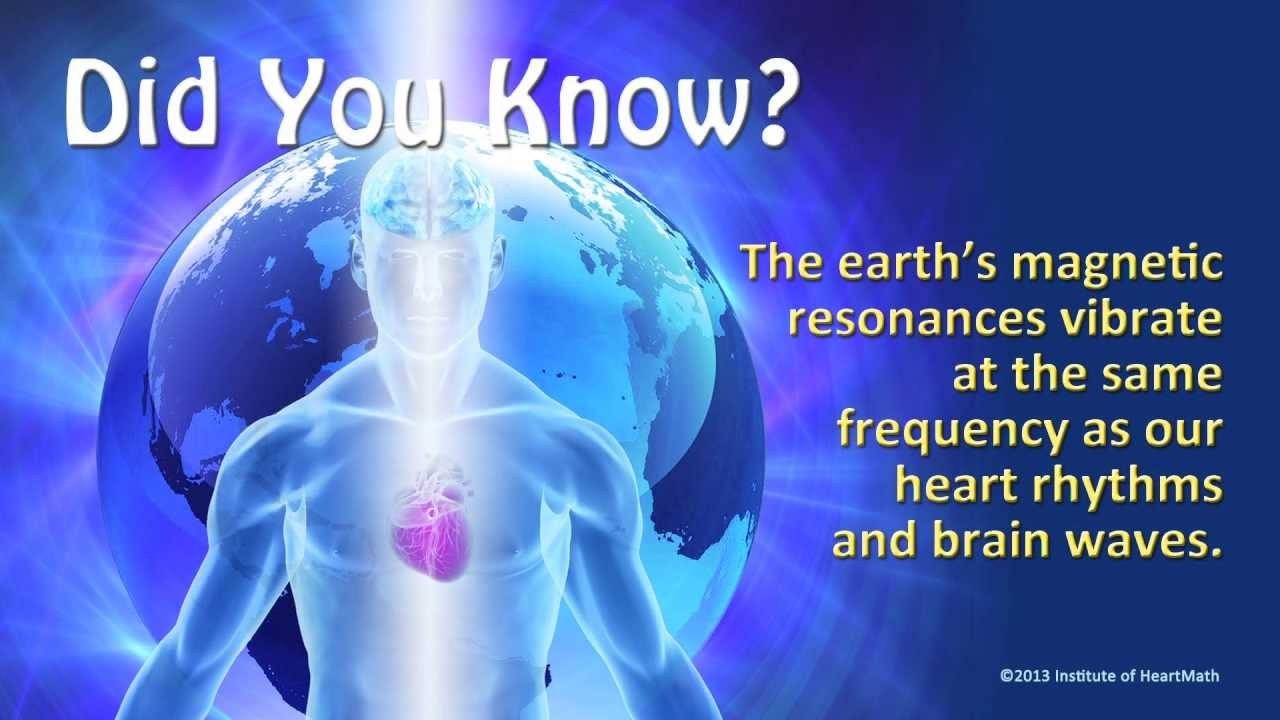 Did You Know?
The earth's magnetic
resonances vibrate
at the same
frequency as our
heart rhythms
and brain waves.
©2013 Institute of HeartMath